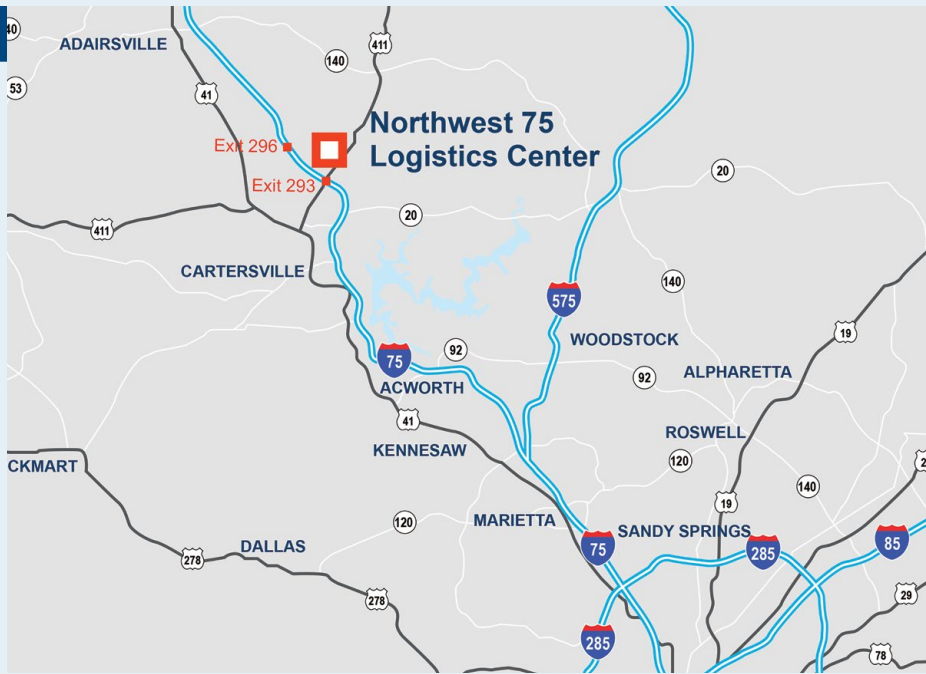 40
ADAIRSVILLE
411
140
53
41
Northwest 75
Logistics Center
Exit 296
Exit 293
20
20
411
CARTERSVILLE
140
575
19
WOODSTOCK
92
75
ALPHARETTA
92
ACWORTH
41
ROSWELL
KENNESAW
120
CKMART
140
19
MARIETTA
120
SANDY SPRINGS
85
75
285
DALLAS
278
29
278
285
78